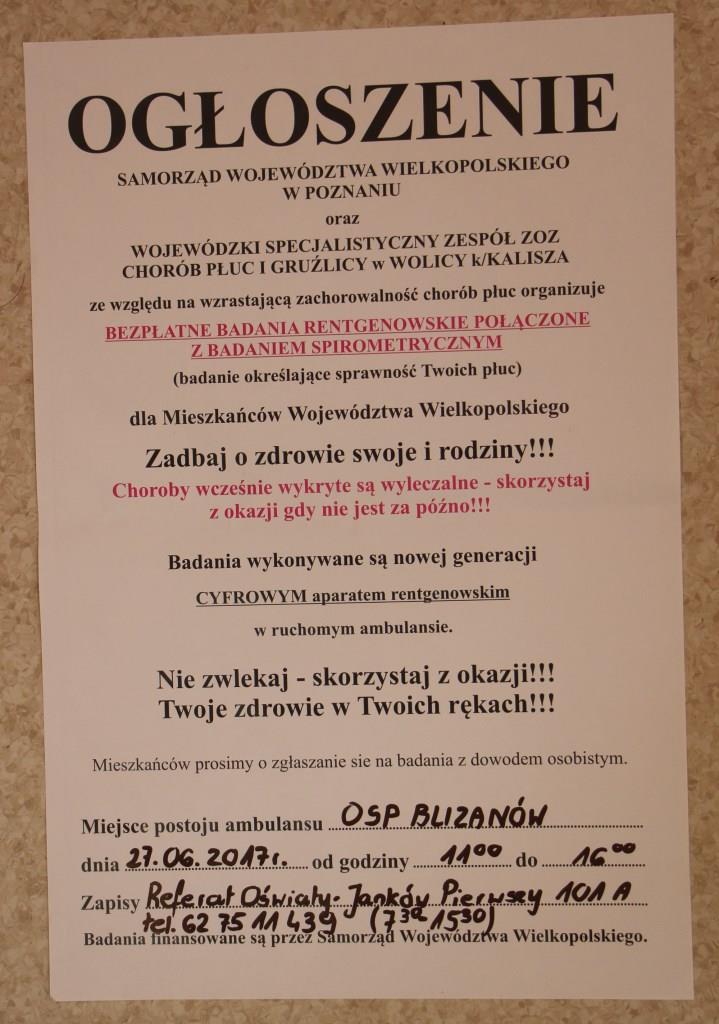 OGŁOSZENIE
SAMORZĄD WOJEWÓDZTWA WIELKOPOLSKIEGO
W POZNANIU
oraz
WOJEWÓDZKI SPECJALISTYCZNY ZESPÓŁ ZOZ
CHORÓB PŁUC I GRUŹLICY w WOLICY k/KALISZA
ze względu na wzrastającą zachorowalność chorób płuc organizuje
BEZPŁATNE BADANIA RENTGENOWSKIE POŁĄCZONE
Z BADANIEM SPIROMETRYCZNYM
(badanie określające sprawność Twoich płuc)
dla Mieszkańców Województwa Wielkopolskiego
Zadbaj o zdrowie swoje i rodziny!!!
Choroby wcześnie wykryte są wyleczalne - skorzystaj
z okazji gdy nie jest za późno!!!
Badania wykonywane są nowej generacji
CYFROWYM aparatem rentgenowskim
w ruchomym ambulansie.
Nie zwlekaj - skorzystaj z okazji!!!
Twoje zdrowie w Twoich rękach!!!
Mieszkańców prosimy o zgłaszanie sie na badania z dowodem osobistym.
Miejsce postoju ambulansu OSP BLIZANÓW
dnia 27.06.2017r. od godziny 11⁰⁰ do 16⁰⁰
Zapisy Referat Oświaty - Janków Pierwszy 101 A
tel. 62 75 11 439 (7³⁰ 15³⁰)
Badania finansowane są przez Samorząd Województwa Wielkopolskiego.